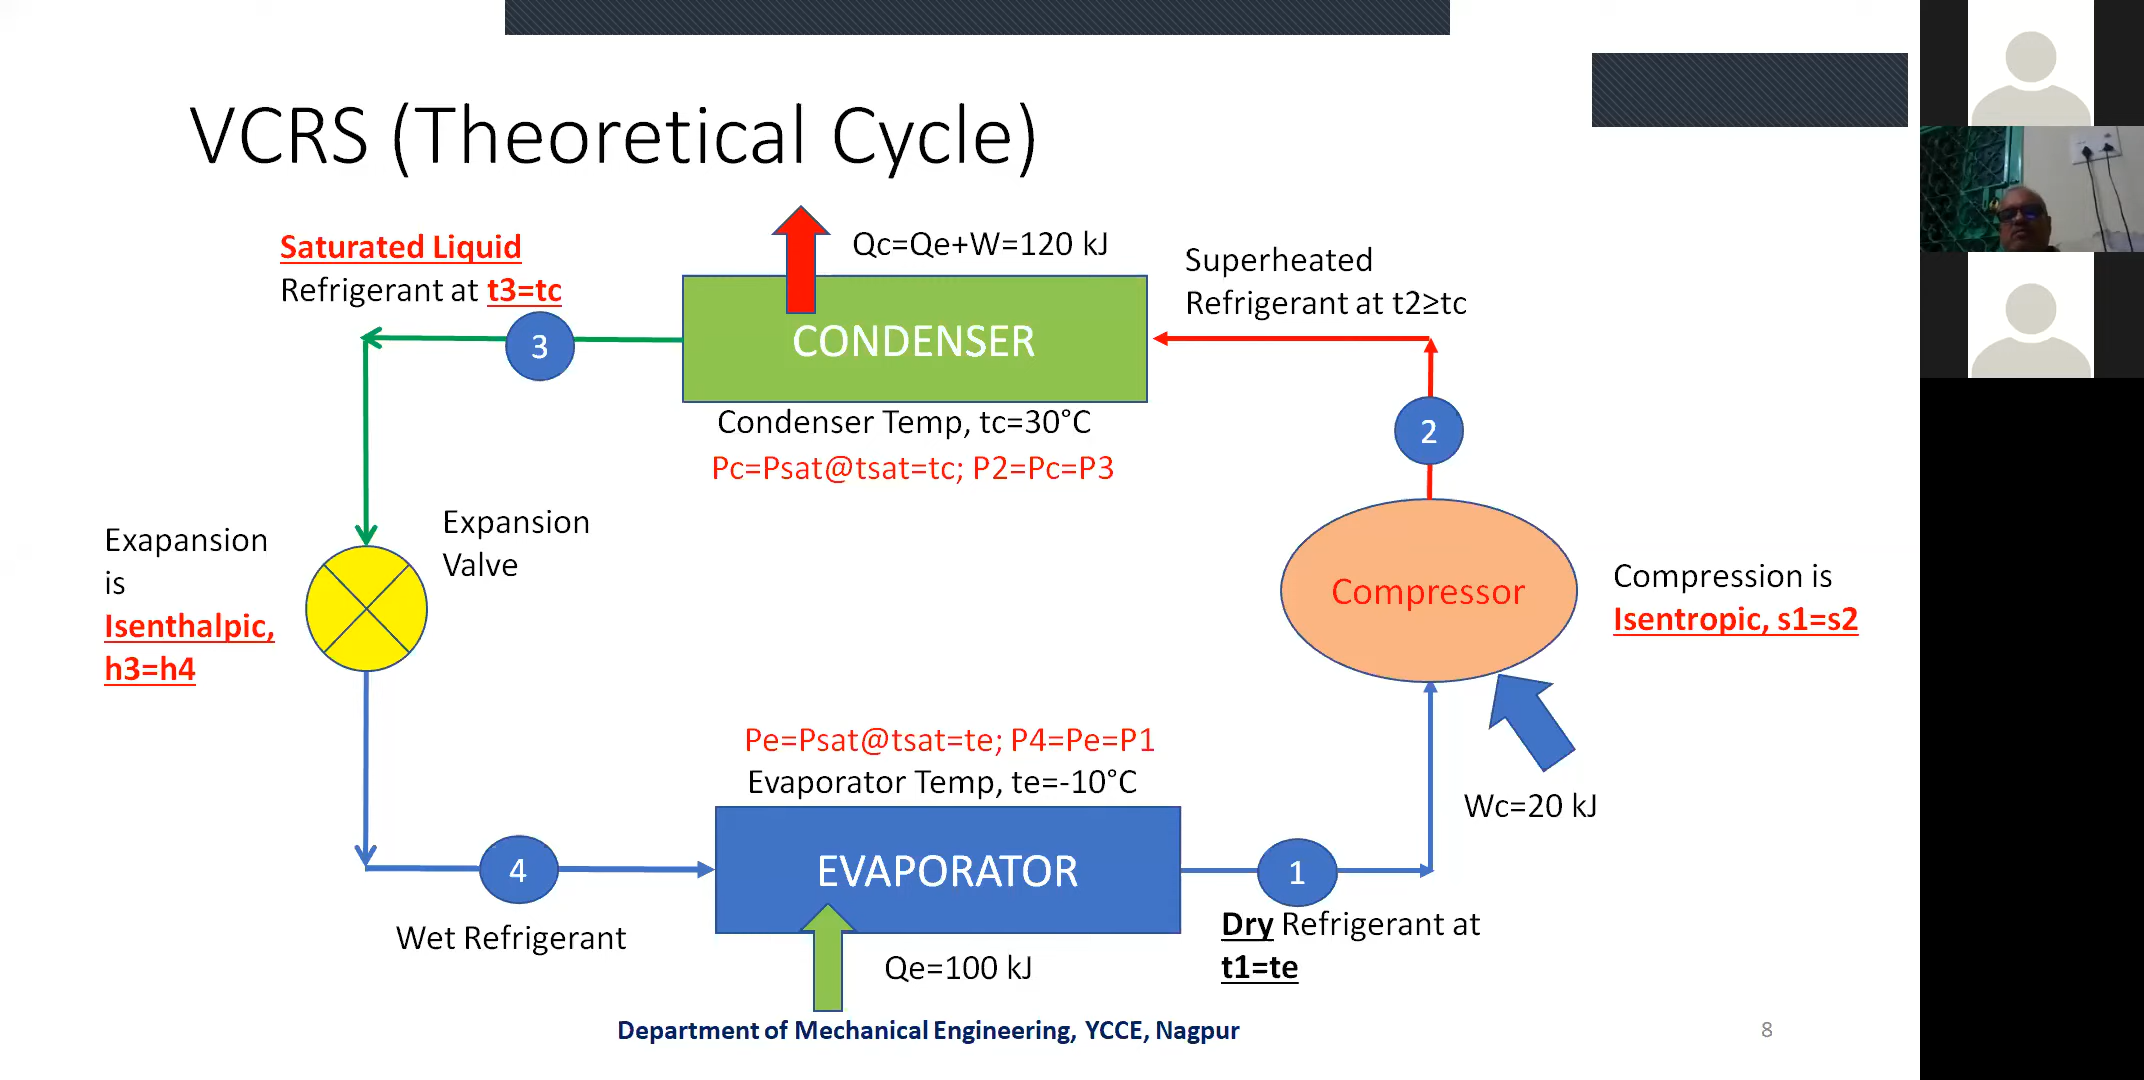 VCRS (Theoretical Cycle)
Saturated Liquid
Refrigerant at t3=tc
Qc=Qe+W=120 kJ
Superheated
Refrigerant at t2≥tc
3
CONDENSER
2
Condenser Temp, tc=30°C
Pc=Psat@tsat=tc; P2=Pc=P3
Exapansion
is
Isenthalpic,
h3=h4
Expansion
Valve
Compressor
Compression is
Isentropic, s1=s2
Pe=Psat@tsat=te; P4=Pe=P1
Evaporator Temp, te=-10°C
Wc=20 kJ
4
EVAPORATOR
1
Wet Refrigerant
Qe=100 kJ
Dry Refrigerant at
t1=te
Department of Mechanical Engineering, YCCE, Nagpur
8